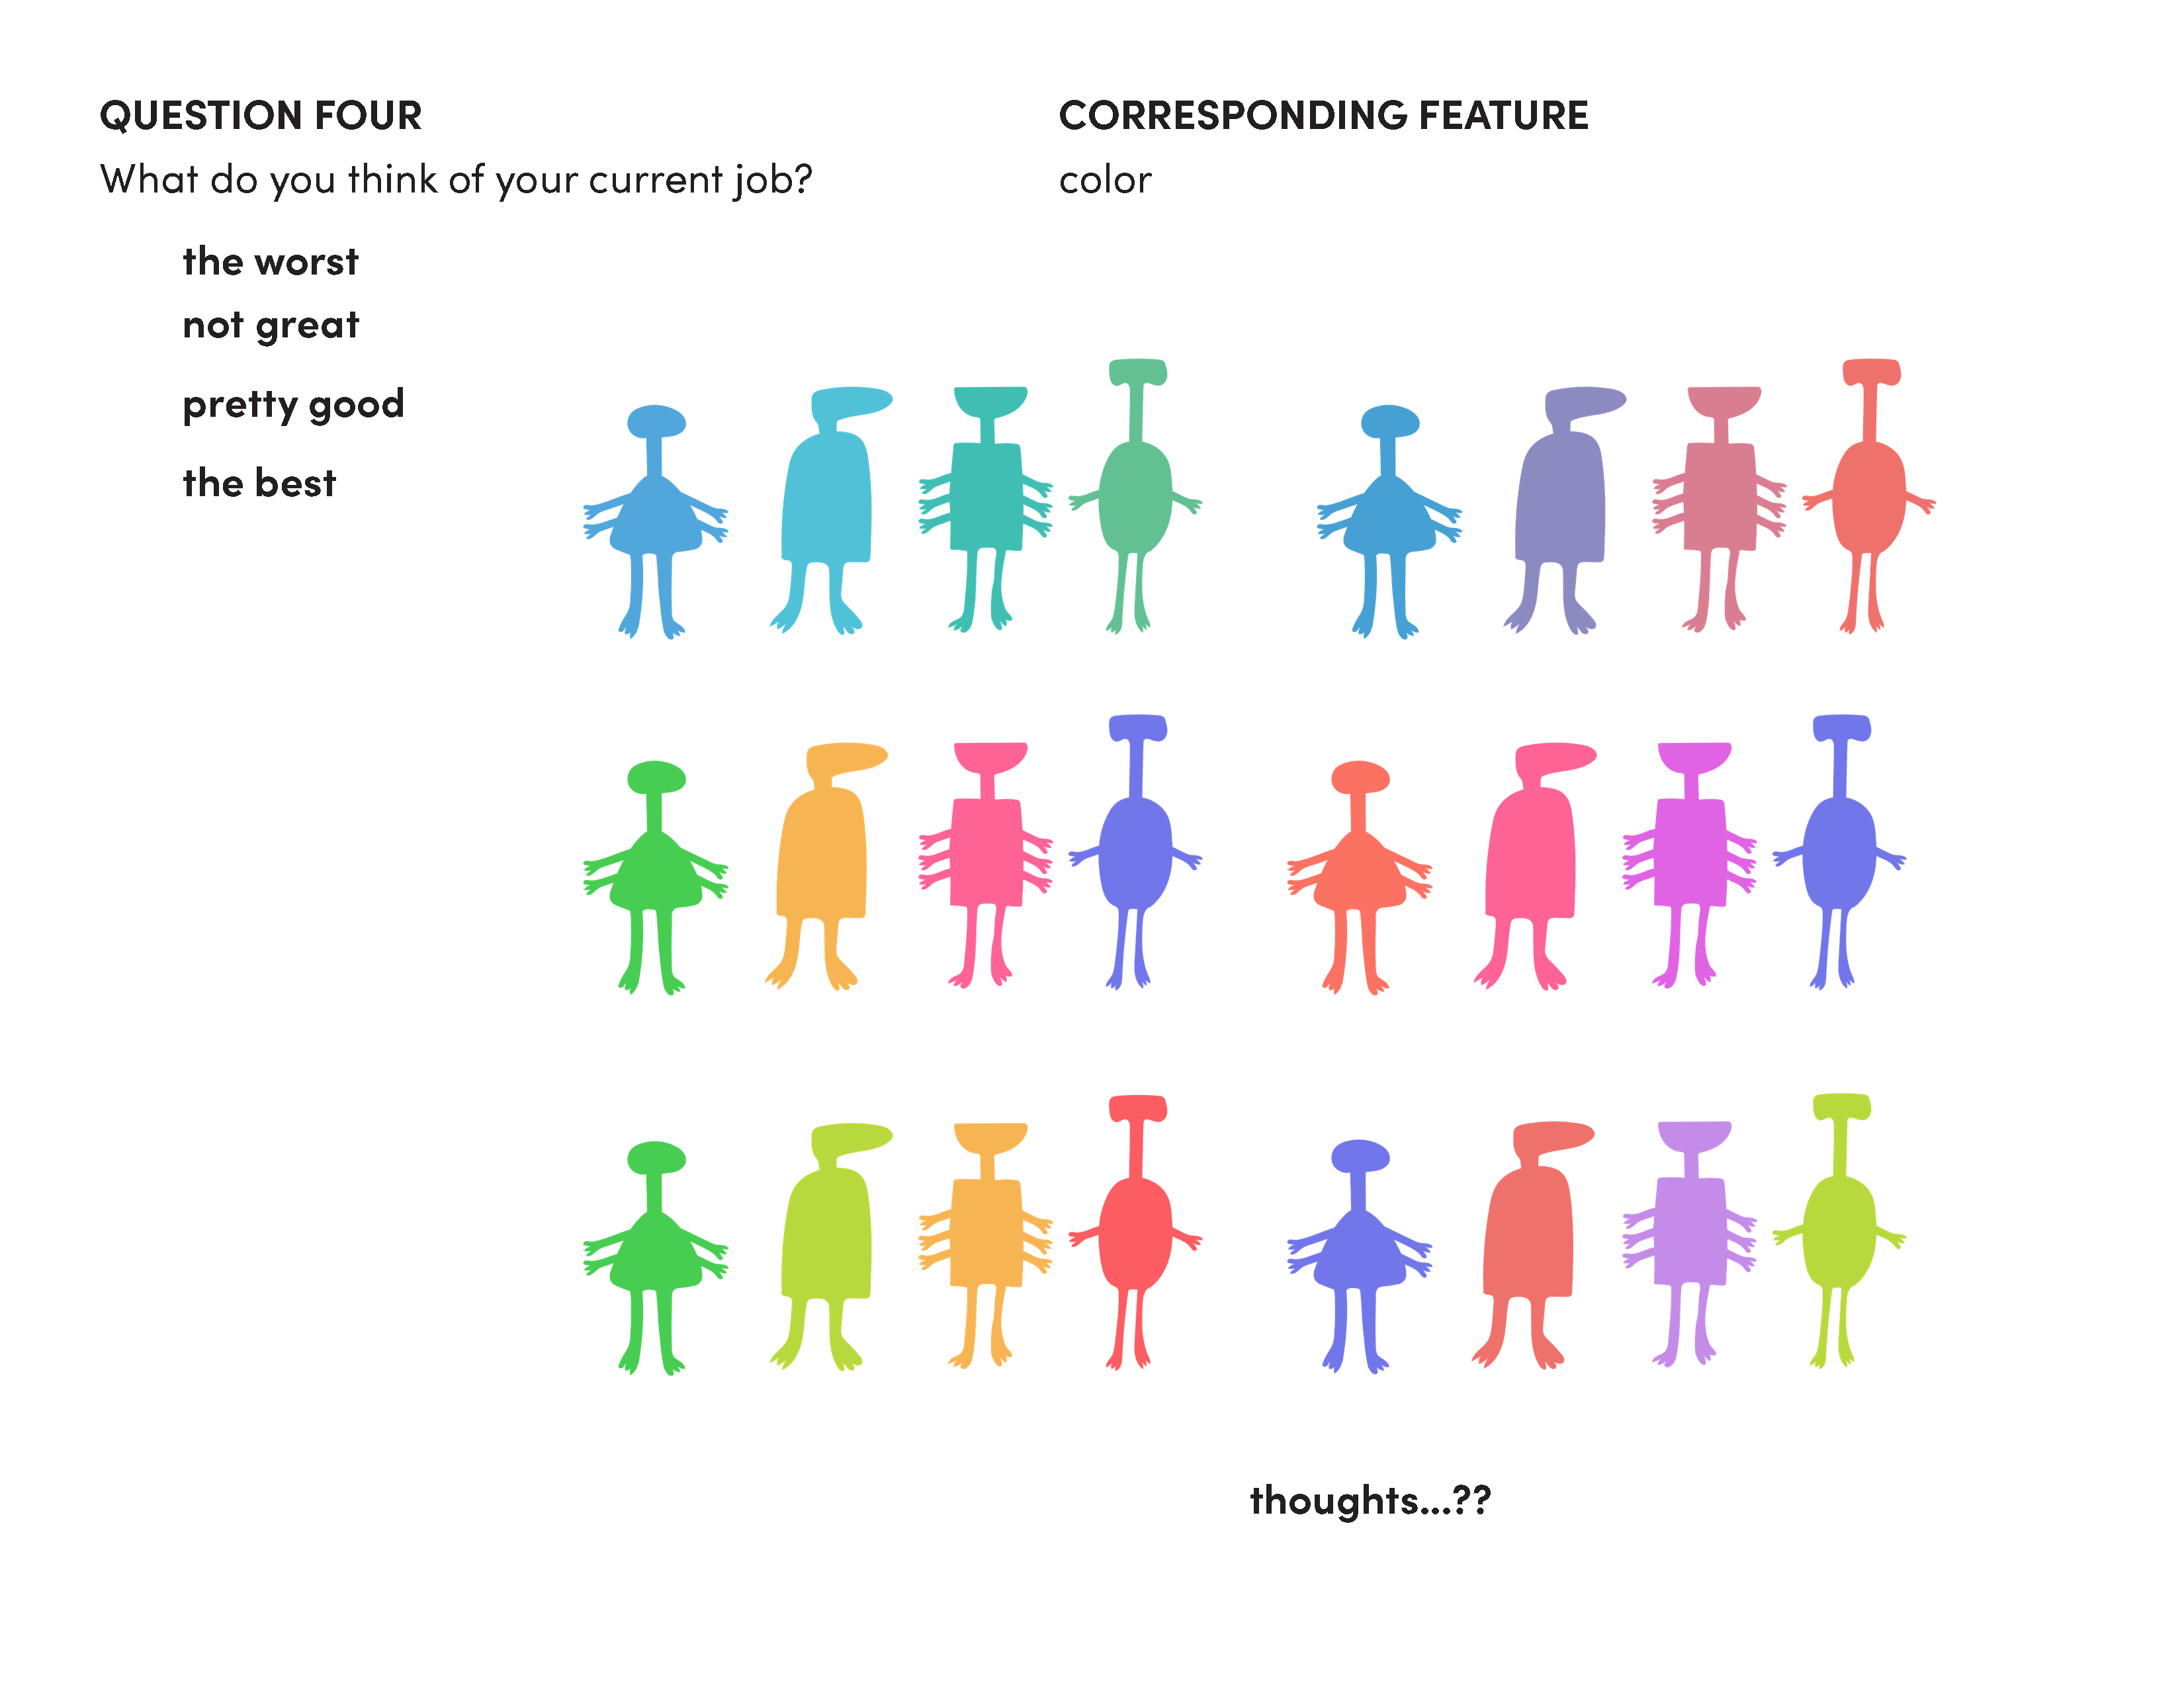 QUESTION FOUR
What do you think of your current job?
the worst
not great
pretty good
the best
CORRESPONDING FEATURE
color
thoughts...??